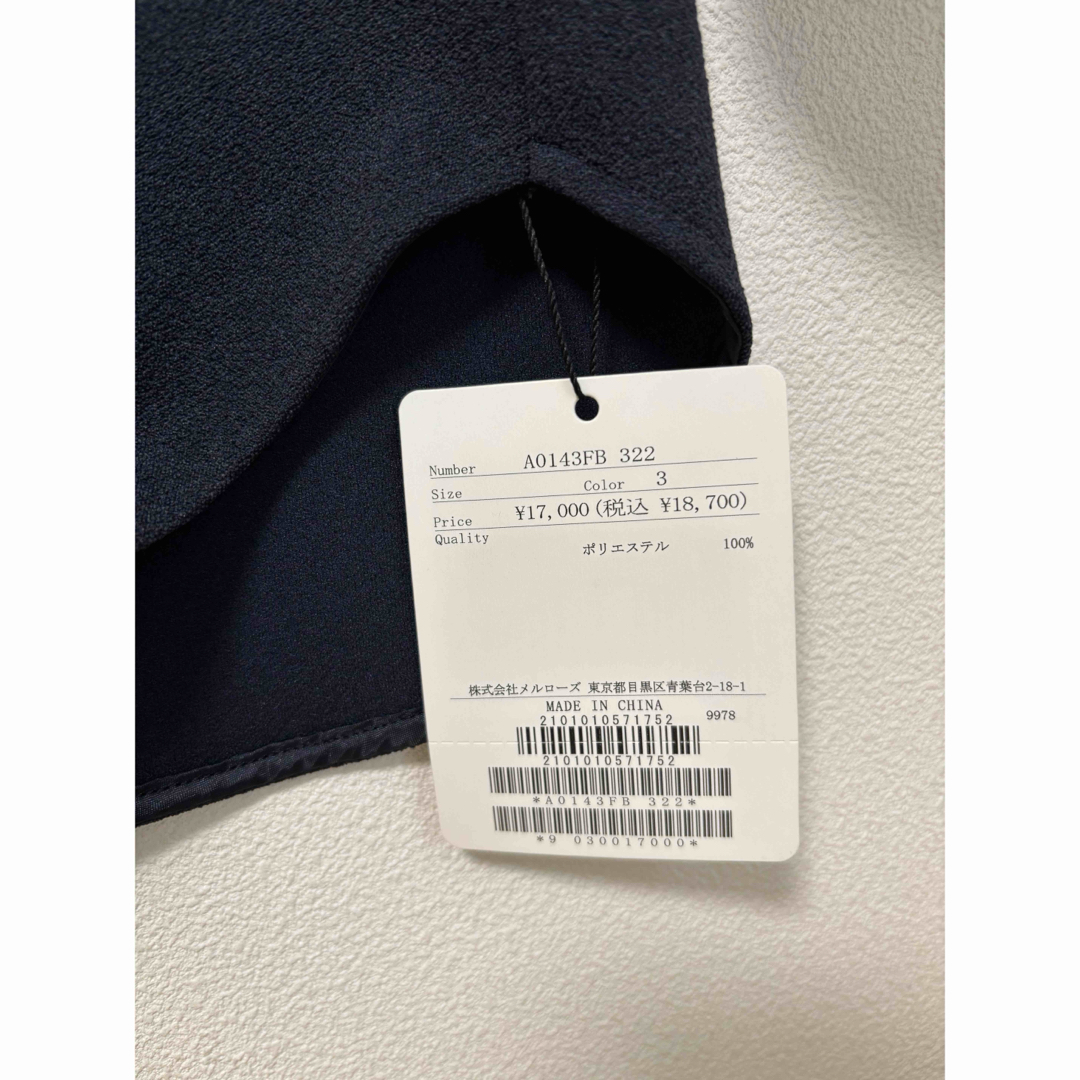 Number A0143FB 322
Size Color 3
Price ¥17,000(税込 ¥18,700)
Quality
ポリエステル 100%
株式会社メルローズ 東京都目黒区青葉台2-18-1
MADE IN CHINA
2101010571752 9978
2101010571752
*A0143FB 322*
*9 030017000*